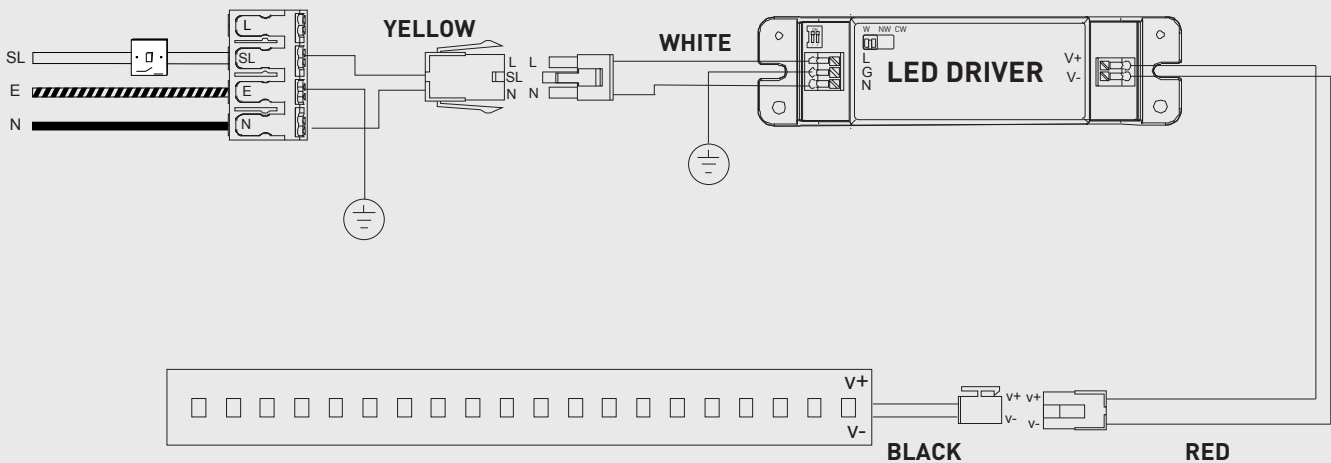 YELLOW
WHITE
SL
E
N
L
SL
E
N
L
SL
N
L
N
W NW CW
L
G
N
LED DRIVER
V+
V-
V+
V-
v+
v-
v+
v-
BLACK
RED